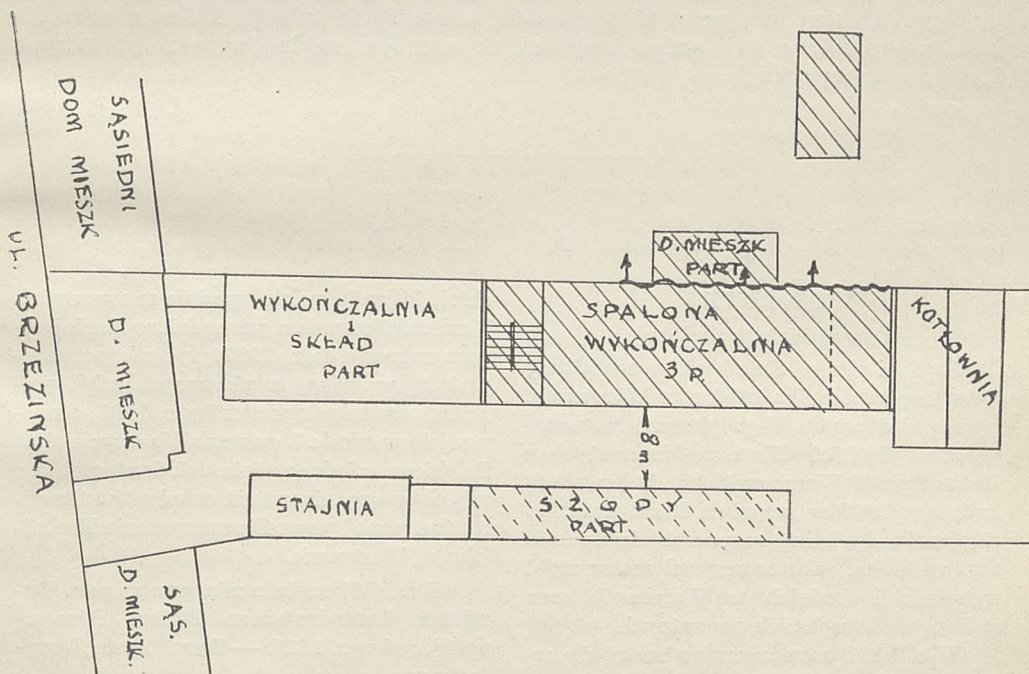 SĄSIEDNI
DOM MIESZK
UL. BRZEZIŃSKA
D. MIESZK
D. MIESZK
PART.
WYKOŃCZALNIA
i
SKŁAD
PART
SPALONA
WYKOŃCZALNIA
3 P.
KOTŁOWNIA
8 m
STAJNIA
SZOPY
PART.
SĄS.
D. MIESZK.